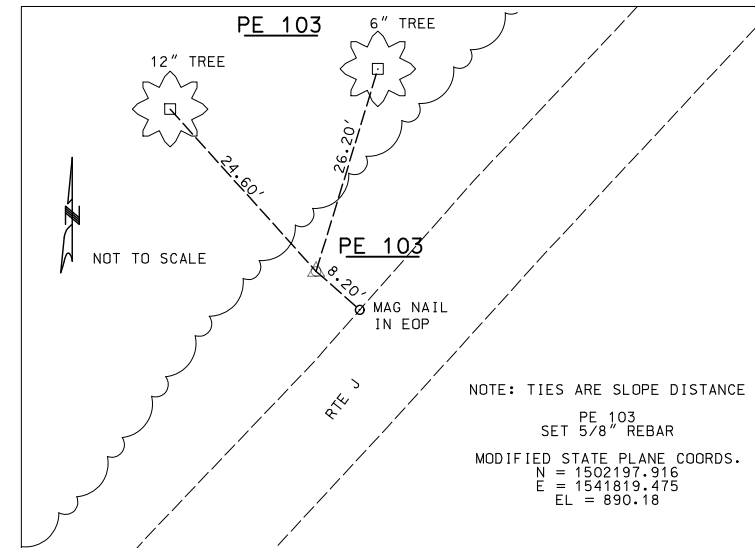 PE 103
6" TREE
12" TREE
26.20'
24.60'
N
NOT TO SCALE
PE 103
8.20'
MAG NAIL
IN EOP
RTE J
NOTE: TIES ARE SLOPE DISTANCE
PE 103
SET 5/8" REBAR
MODIFIED STATE PLANE COORDS.
N = 1502197.916
E = 1541819.475
EL = 890.18